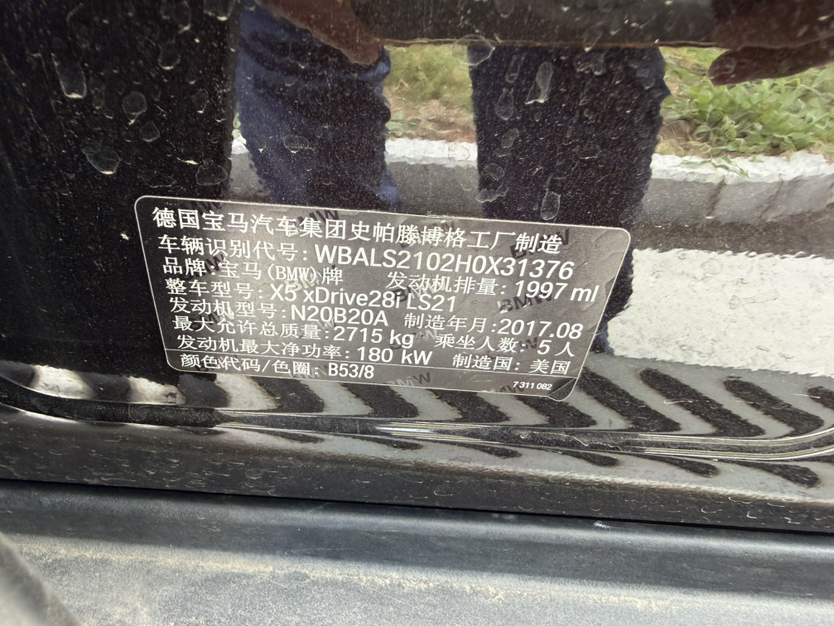 德国宝马汽车集团史帕滕博格工厂制造
车辆识别代号: WBALS2102H0X31376
品牌: 宝马(BMW)牌 发动机排量: 1997 ml
整车型号: X5 xDrive28i LS21
发动机型号: N20B20A 制造年月: 2017.08
最大允许总质量: 2715 kg 乘坐人数: 5 人
发动机最大净功率: 180 kW 制造国: 美国
颜色代码/色圈: B53/8
7 311 082